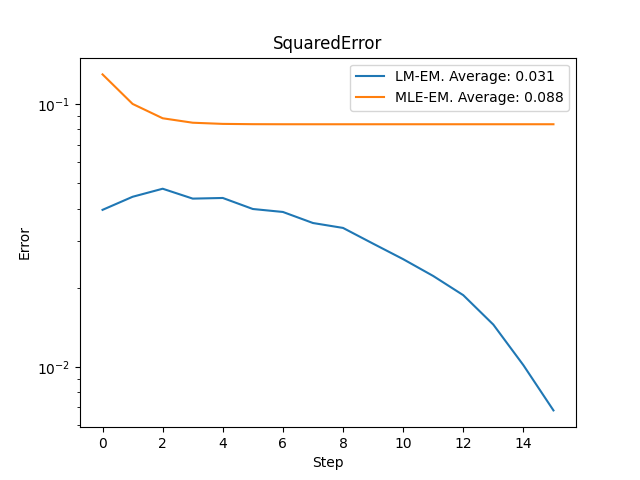 SquaredError
LM-EM. Average: 0.031
MLE-EM. Average: 0.088
10⁻¹
10⁻²
Error
0 2 4 6 8 10 12 14
Step